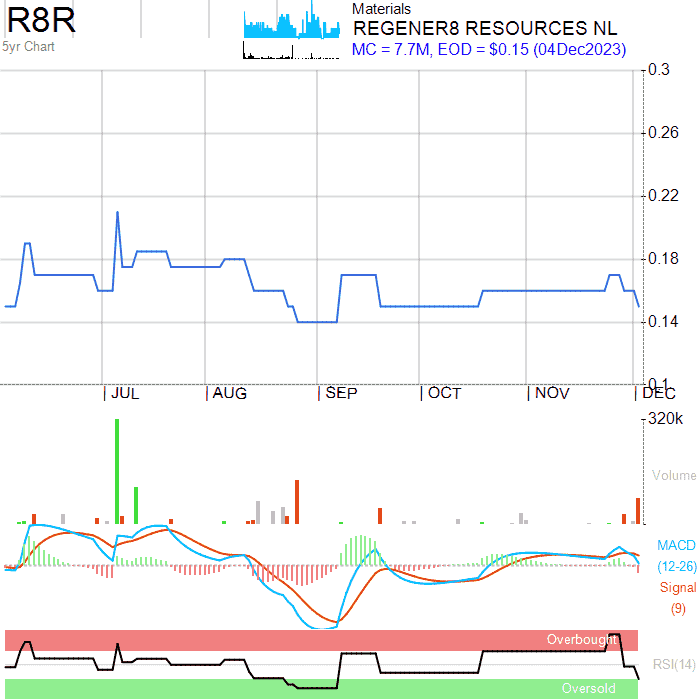 R8R
5yr Chart
Materials
REGENER8 RESOURCES NL
MC = 7.7M, EOD = $0.15 (04Dec2023)
0.3
0.26
0.22
0.18
0.14
0.1
JUL AUG SEP OCT NOV DEC
320k
Volume
MACD
(12-26)
Signal
(9)
Overbought
RSI(14)
Oversold